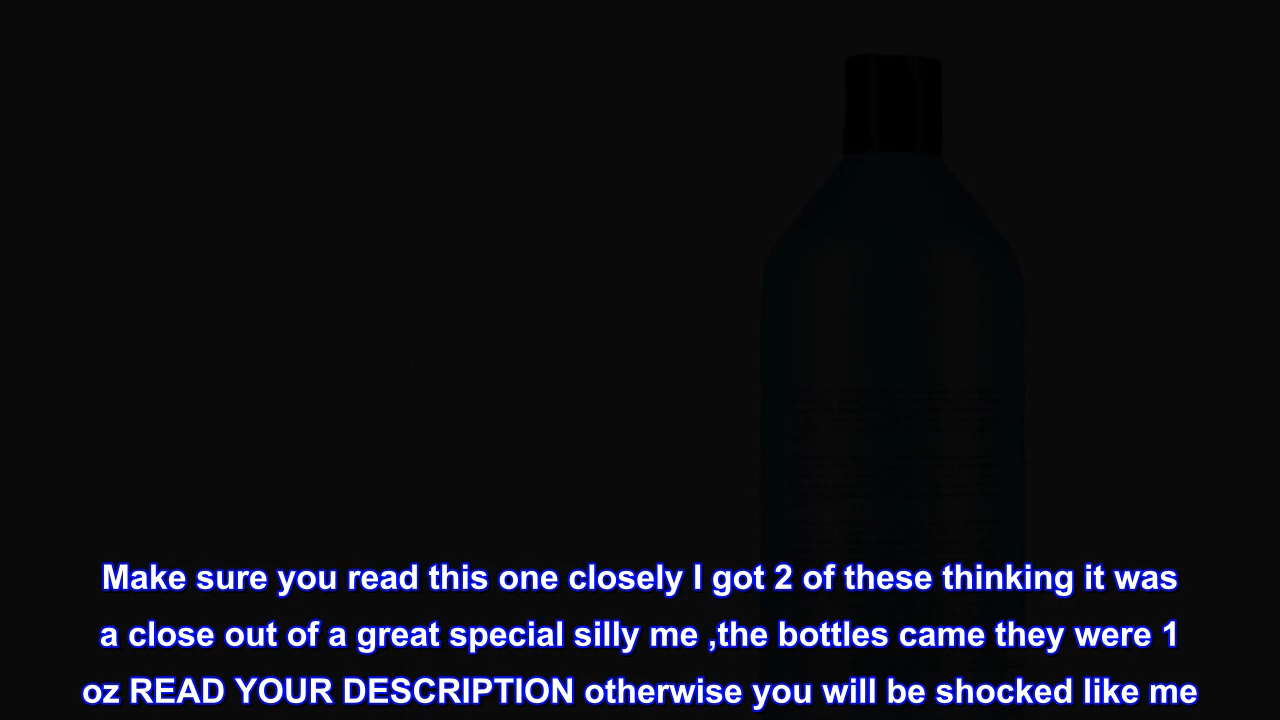 Make sure you read this one closely I got 2 of these thinking it was
a close out of a great special silly me ,the bottles came they were 1
oz READ YOUR DESCRIPTION otherwise you will be shocked like me